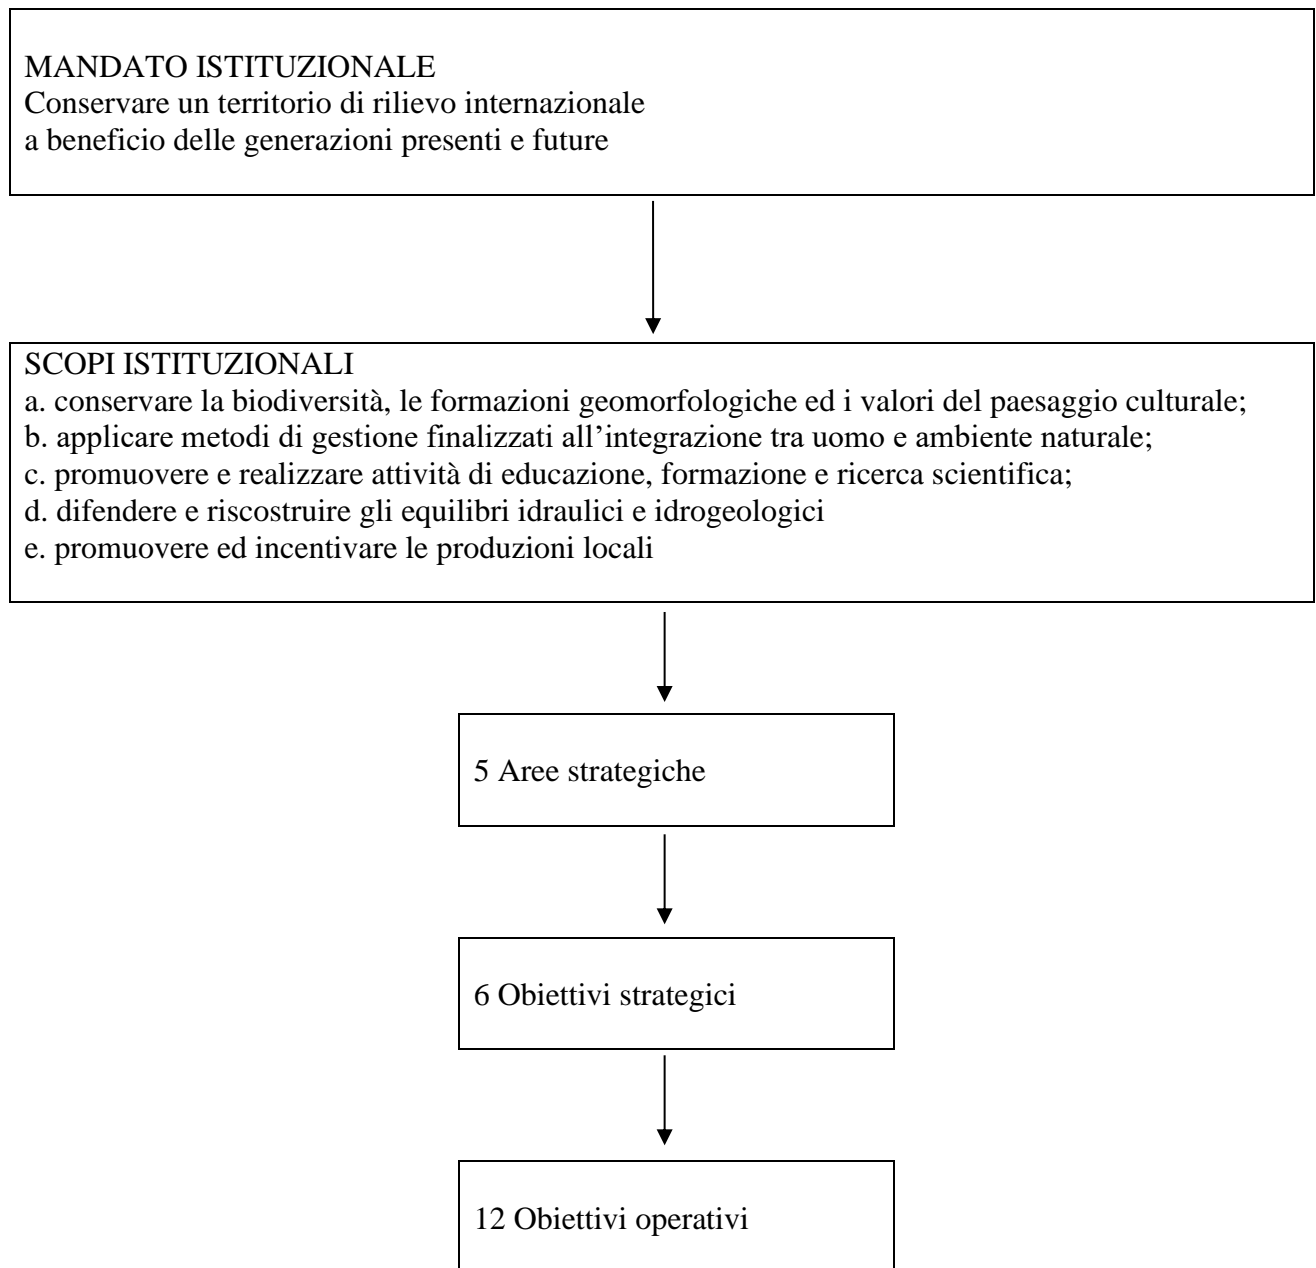 MANDATO ISTITUZIONALE
Conservare un territorio di rilievo internazionale
a beneficio delle generazioni presenti e future
SCOPI ISTITUZIONALI
a. conservare la biodiversità, le formazioni geomorfologiche ed i valori del paesaggio culturale;
b. applicare metodi di gestione finalizzati all’integrazione tra uomo e ambiente naturale;
c. promuovere e realizzare attività di educazione, formazione e ricerca scientifica;
d. difendere e riscostruire gli equilibri idraulici e idrogeologici
e. promuovere ed incentivare le produzioni locali
5 Aree strategiche
6 Obiettivi strategici
12 Obiettivi operativi